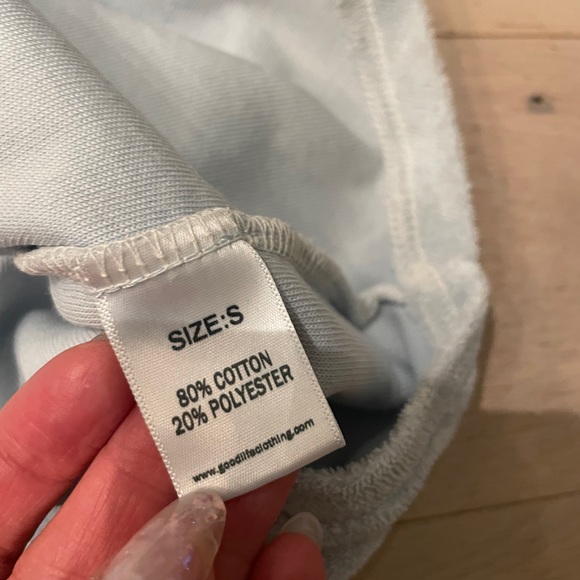 SIZE:S
80% COTTON
20% POLYESTER
www.goodlifeclothing.com